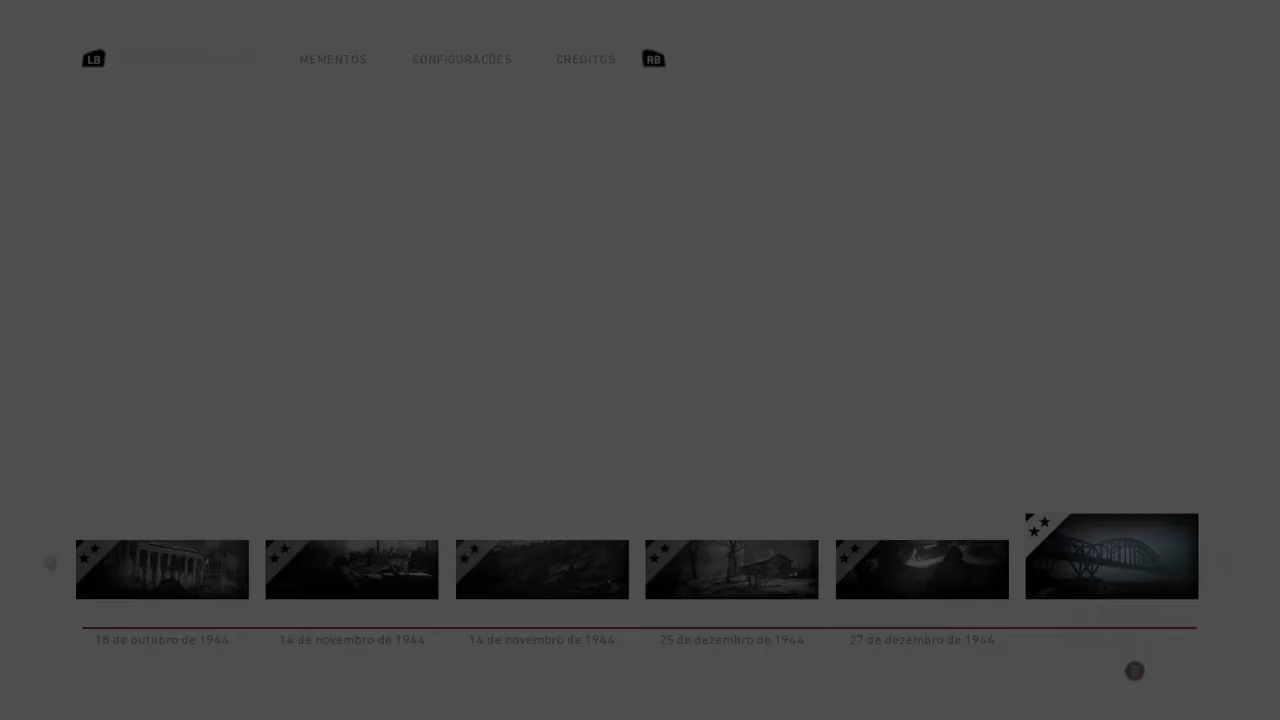 LB
MEMENTOS
CONFIGURAÇÕES
CRÉDITOS
RB
18 de outubro de 1944
14 de novembro de 1944
14 de novembro de 1944
25 de dezembro de 1944
27 de dezembro de 1944